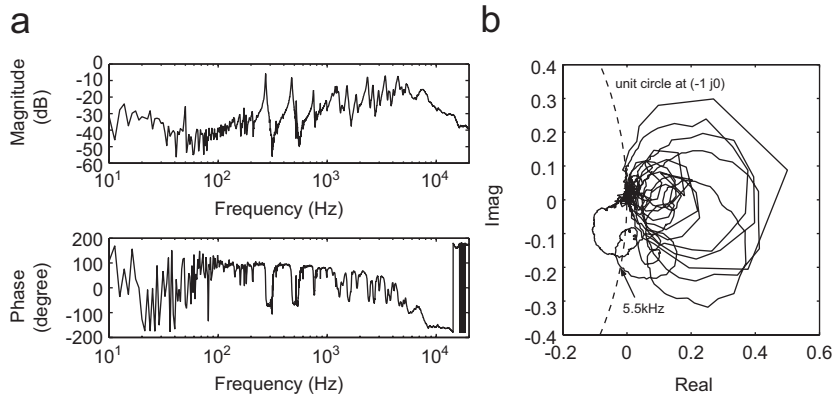 a
Magnitude
(dB)
0
-10
-20
-30
-40
-50
-60
10^1
10^2
10^3
10^4
Frequency (Hz)
Phase
(degree)
200
100
0
-100
-200
10^1
10^2
10^3
10^4
Frequency (Hz)
b
Imag
0.4
0.3
0.2
0.1
0
-0.1
-0.2
-0.3
-0.4
unit circle at (-1 j0)
5.5kHz
-0.2
0
0.2
0.4
0.6
Real